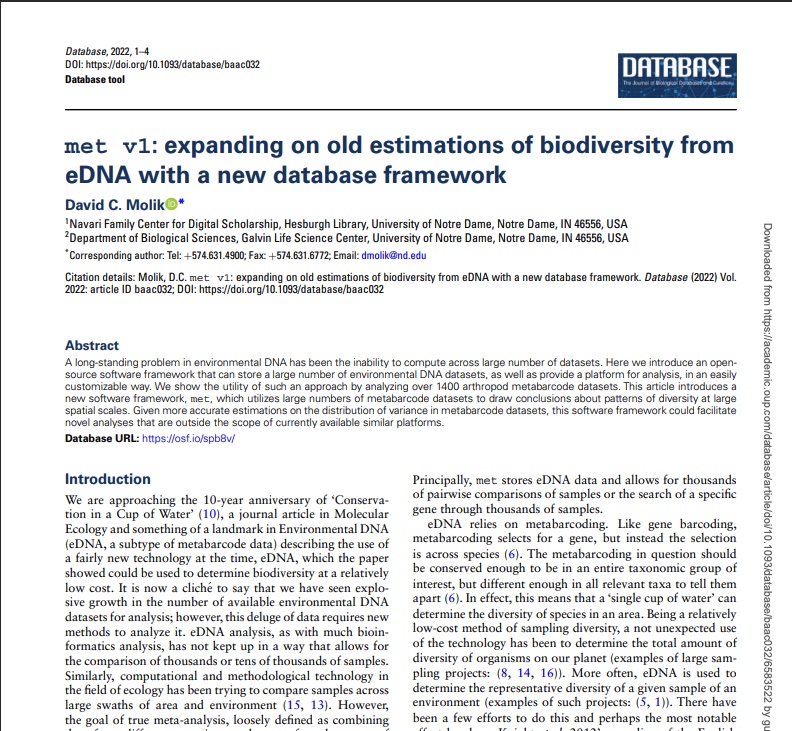 Database, 2022, 1–4
DOI: https://doi.org/10.1093/database/baac032
Database tool
DATABASE
The Journal of Biological Databases and Curation
met v1: expanding on old estimations of biodiversity from
eDNA with a new database framework
David C. Molik iD *
1Navari Family Center for Digital Scholarship, Hesburgh Library, University of Notre Dame, Notre Dame, IN 46556, USA
2Department of Biological Sciences, Galvin Life Science Center, University of Notre Dame, Notre Dame, IN 46556, USA
*Corresponding author: Tel: +574.631.4900; Fax: +574.631.6772; Email: dmolik@nd.edu
Citation details: Molik, D.C. met v1: expanding on old estimations of biodiversity from eDNA with a new database framework. Database (2022) Vol.
2022: article ID baac032; DOI: https://doi.org/10.1093/database/baac032
Abstract
A long-standing problem in environmental DNA has been the inability to compute across large number of datasets. Here we introduce an open-
source software framework that can store a large number of environmental DNA datasets, as well as provide a platform for analysis, in an easily
customizable way. We show the utility of such an approach by analyzing over 1400 arthropod metabarcode datasets. This article introduces a
new software framework, met, which utilizes large numbers of metabarcode datasets to draw conclusions about patterns of diversity at large
spatial scales. Given more accurate estimations on the distribution of variance in metabarcode datasets, this software framework could facilitate
novel analyses that are outside the scope of currently available similar platforms.
Database URL: https://osf.io/spb8v/
Introduction
We are approaching the 10-year anniversary of ‘Conserva-
tion in a Cup of Water’ (10), a journal article in Molecular
Ecology and something of a landmark in Environmental DNA
(eDNA, a subtype of metabarcode data) describing the use of
a fairly new technology at the time, eDNA, which the paper
showed could be used to determine biodiversity at a relatively
low cost. It is now a cliché to say that we have seen explo-
sive growth in the number of available environmental DNA
datasets for analysis; however, this deluge of data requires new
methods to analyze it. eDNA analysis, as with much bioin-
formatics analysis, has not kept up in a way that allows for
the comparison of thousands or tens of thousands of samples.
Similarly, computational and methodological technology in
the field of ecology has been trying to compare samples across
large swaths of area and environment (15, 13). However,
the goal of true meta-analysis, loosely defined as combining
Principally, met stores eDNA data and allows for thousands
of pairwise comparisons of samples or the search of a specific
gene through thousands of samples.
eDNA relies on metabarcoding. Like gene barcoding,
metabarcoding selects for a gene, but instead the selection
is across species (6). The metabarcoding in question should
be conserved enough to be in an entire taxonomic group of
interest, but different enough in all relevant taxa to tell them
apart (6). In effect, this means that a ‘single cup of water’ can
determine the diversity of species in an area. Being a relatively
low-cost method of sampling diversity, a not unexpected use
of the technology has been to determine the total amount of
diversity of organisms on our planet (examples of large sam-
pling projects: (8, 14, 16)). More often, eDNA is used to
determine the representative diversity of a given sample of an
environment (examples of such projects: (5, 1)). There have
been a few efforts to do this and perhaps the most notable
Downloaded from https://academic.oup.com/database/article/doi/10.1093/database/baac032/6583522 by gu